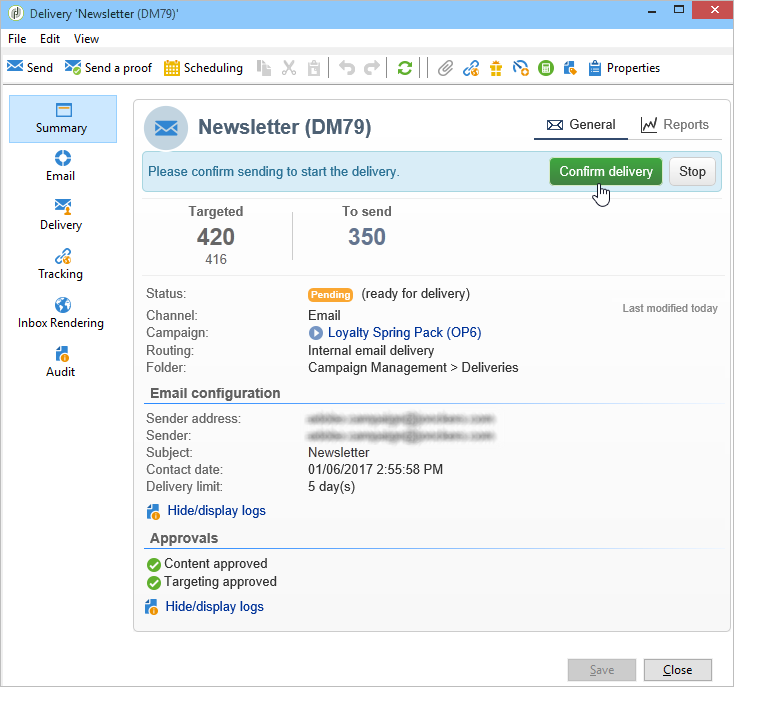 Delivery 'Newsletter (DM79)'
File Edit View
Send Send a proof Scheduling Properties
Summary
Email
Delivery
Tracking
Inbox Rendering
Audit
Newsletter (DM79) General Reports
Please confirm sending to start the delivery. Confirm delivery Stop
Targeted To send
420 350
416
Status: Pending (ready for delivery)
Last modified today
Channel: Email
Campaign: Loyalty Spring Pack (OP6)
Routing: Internal email delivery
Folder: Campaign Management > Deliveries
Email configuration
Sender address:
Sender:
Subject: Newsletter
Contact date: 01/06/2017 2:55:58 PM
Delivery limit: 5 day(s)
Hide/display logs
Approvals
Content approved
Targeting approved
Hide/display logs
Save Close